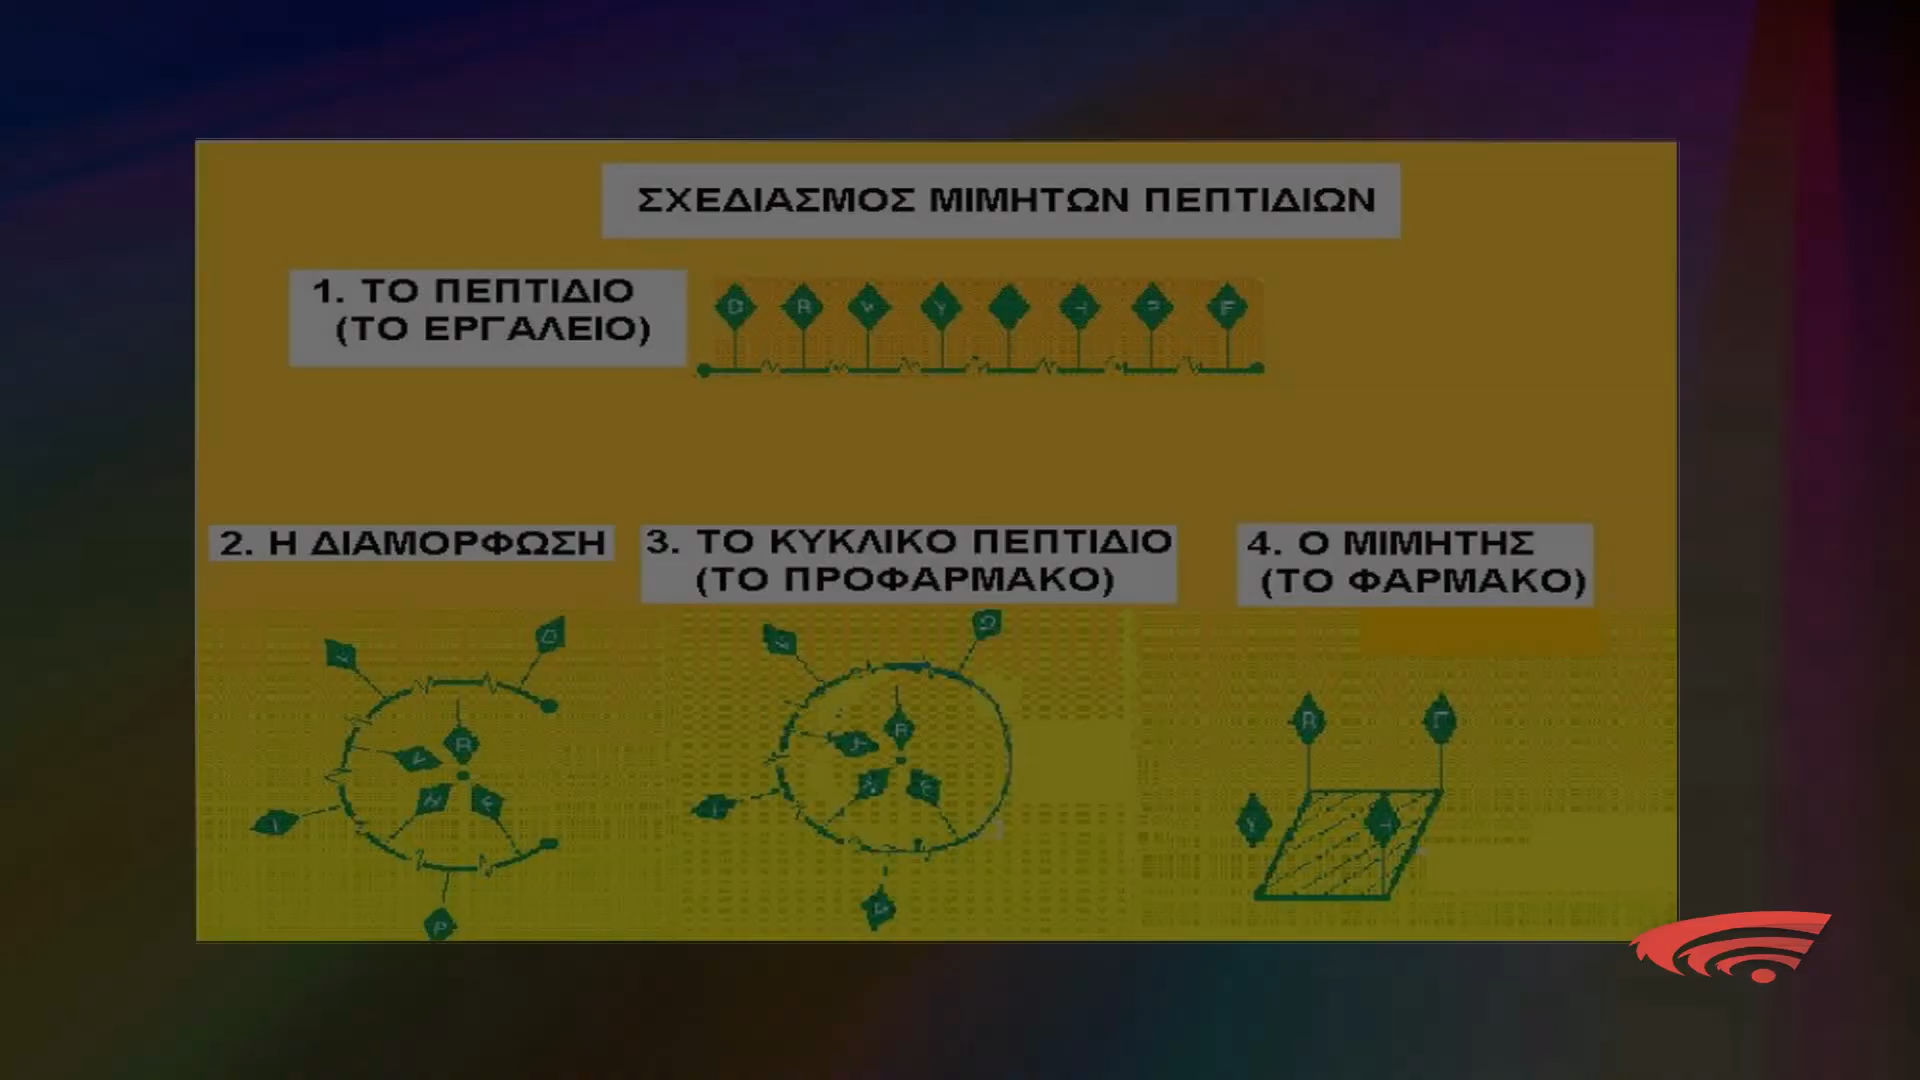 ΣΧΕΔΙΑΣΜΟΣ ΜΙΜΗΤΩΝ ΠΕΠΤΙΔΙΩΝ
1. ΤΟ ΠΕΠΤΙΔΙΟ
(ΤΟ ΕΡΓΑΛΕΙΟ)
D R V Y H P F
2. Η ΔΙΑΜΟΡΦΩΣΗ
3. ΤΟ ΚΥΚΛΙΚΟ ΠΕΠΤΙΔΙΟ
(ΤΟ ΠΡΟΦΑΡΜΑΚΟ)
4. Ο ΜΙΜΗΤΗΣ
(ΤΟ ΦΑΡΜΑΚΟ)